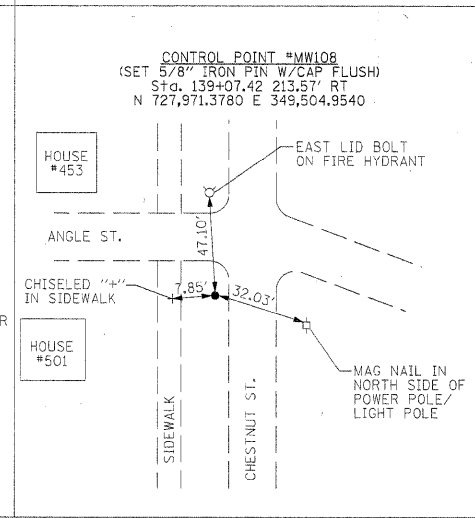 CONTROL POINT #MW108
(SET 5/8" IRON PIN W/CAP FLUSH)
Sta. 139+07.42 213.57' RT
N 727,971.3780 E 349,504.9540
HOUSE
#453
EAST LID BOLT
ON FIRE HYDRANT
ANGLE ST.
47.10'
CHISELED "+"
IN SIDEWALK
7.85'
32.03'
R
HOUSE
#501
MAG NAIL IN
NORTH SIDE OF
POWER POLE/
LIGHT POLE
SIDEWALK
CHESTNUT ST.